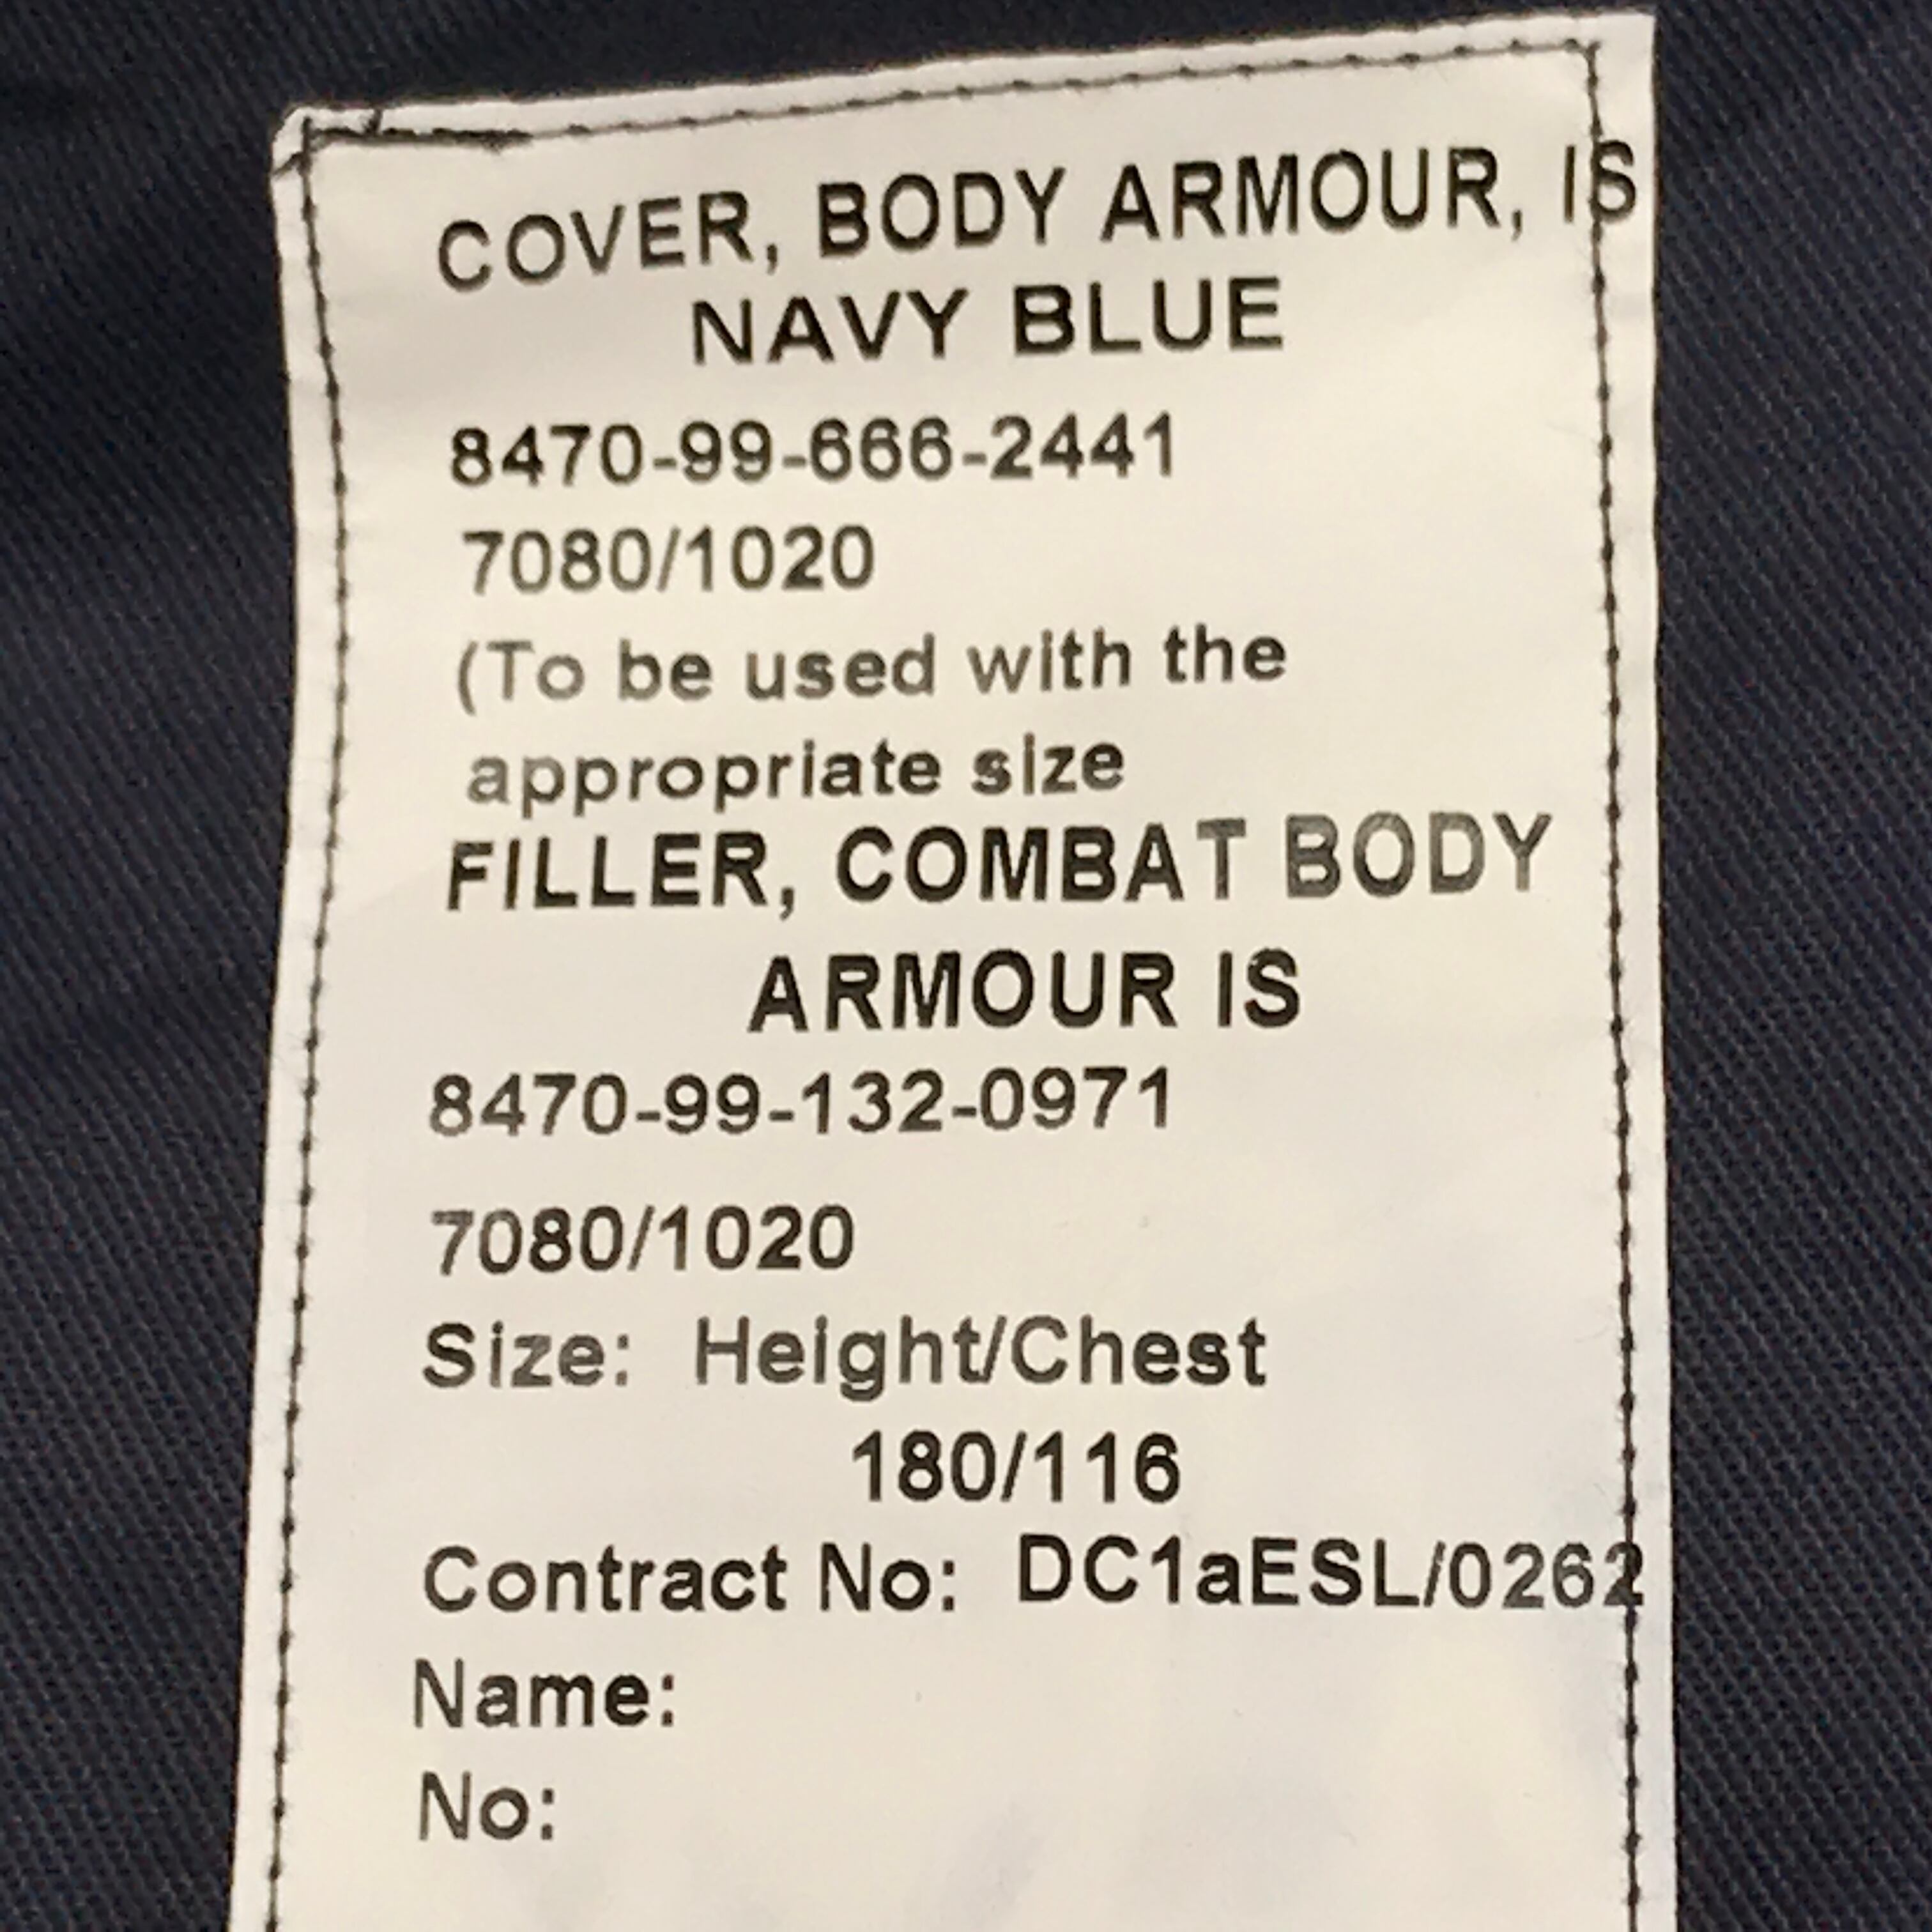 COVER, BODY ARMOUR, IS
NAVY BLUE
8470-99-666-2441
7080/1020
(To be used with the
appropriate size
FILLER, COMBAT BODY
ARMOUR IS
8470-99-132-0971
7080/1020
Size: Height/Chest
180/116
Contract No: DC1aESL/0262
Name:
No: